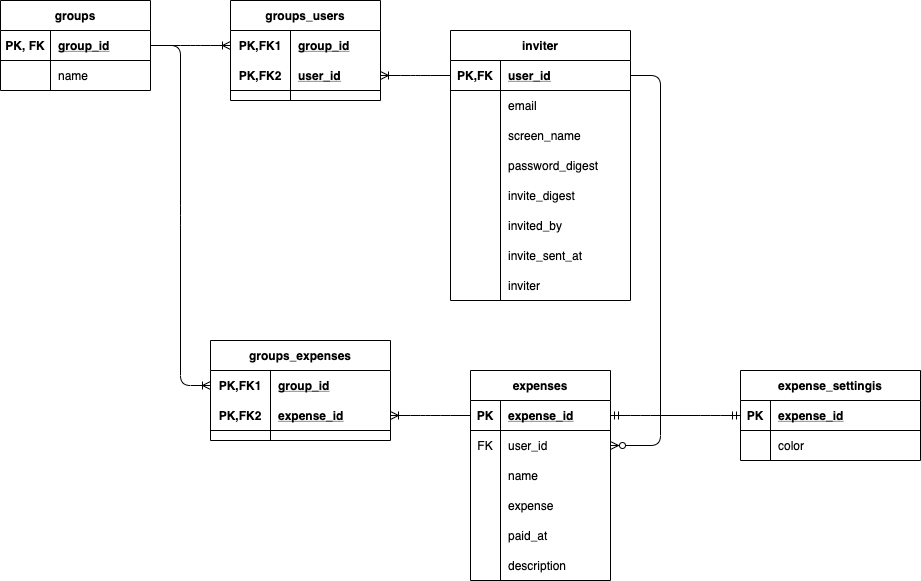 groups
PK, FK group_id
name
groups_users
PK,FK1 group_id
PK,FK2 user_id
inviter
PK,FK user_id
email
screen_name
password_digest
invite_digest
invited_by
invite_sent_at
inviter
groups_expenses
PK,FK1 group_id
PK,FK2 expense_id
expenses
PK expense_id
FK user_id
name
expense
paid_at
description
expense_settingis
PK expense_id
color